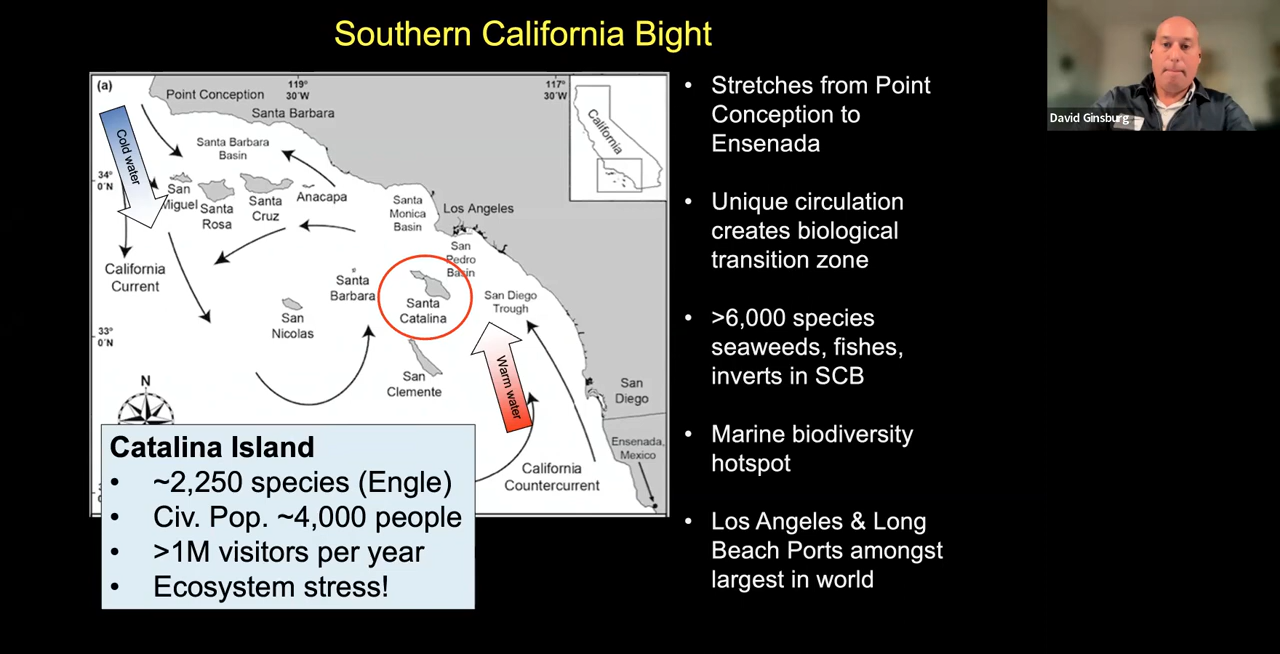 Southern California Bight
(a)
119°
30'W
117°
30'W
Point Conception
Santa Barbara
California
Cold water
Santa Barbara
Basin
34°
0'N
San
Miguel
Santa
Rosa
Santa
Cruz
Anacapa
Santa
Monica
Basin
Los Angeles
San
Pedro
Basin
California
Current
Santa
Barbara
Santa
Catalina
San Diego
Trough
San
Nicolas
33°
0'N
Warm water
San
Clemente
N
San
Diego
Ensenada,
Mexico
California
Countercurrent
Catalina Island
• ~2,250 species (Engle)
• Civ. Pop. ~4,000 people
• >1M visitors per year
• Ecosystem stress!
• Stretches from Point
Conception to
Ensenada
• Unique circulation
creates biological
transition zone
• >6,000 species
seaweeds, fishes,
inverts in SCB
• Marine biodiversity
hotspot
• Los Angeles & Long
Beach Ports amongst
largest in world
David Ginsburg